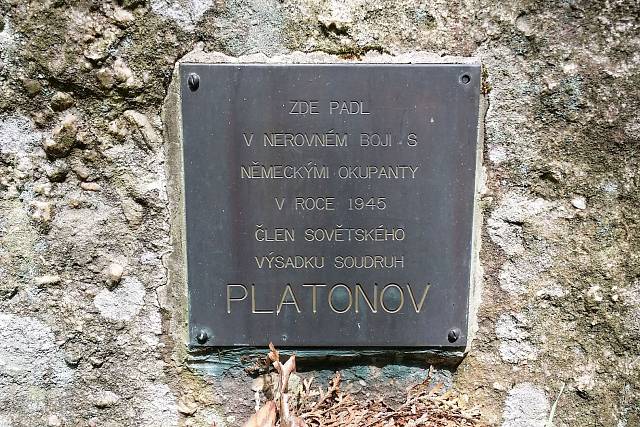 ZDE PADL
V NEROVNÉM BOJI S
NĚMECKÝMI OKUPANTY
V ROCE 1945
ČLEN SOVĚTSKÉHO
VÝSADKU SOUDRUH
PLATONOV